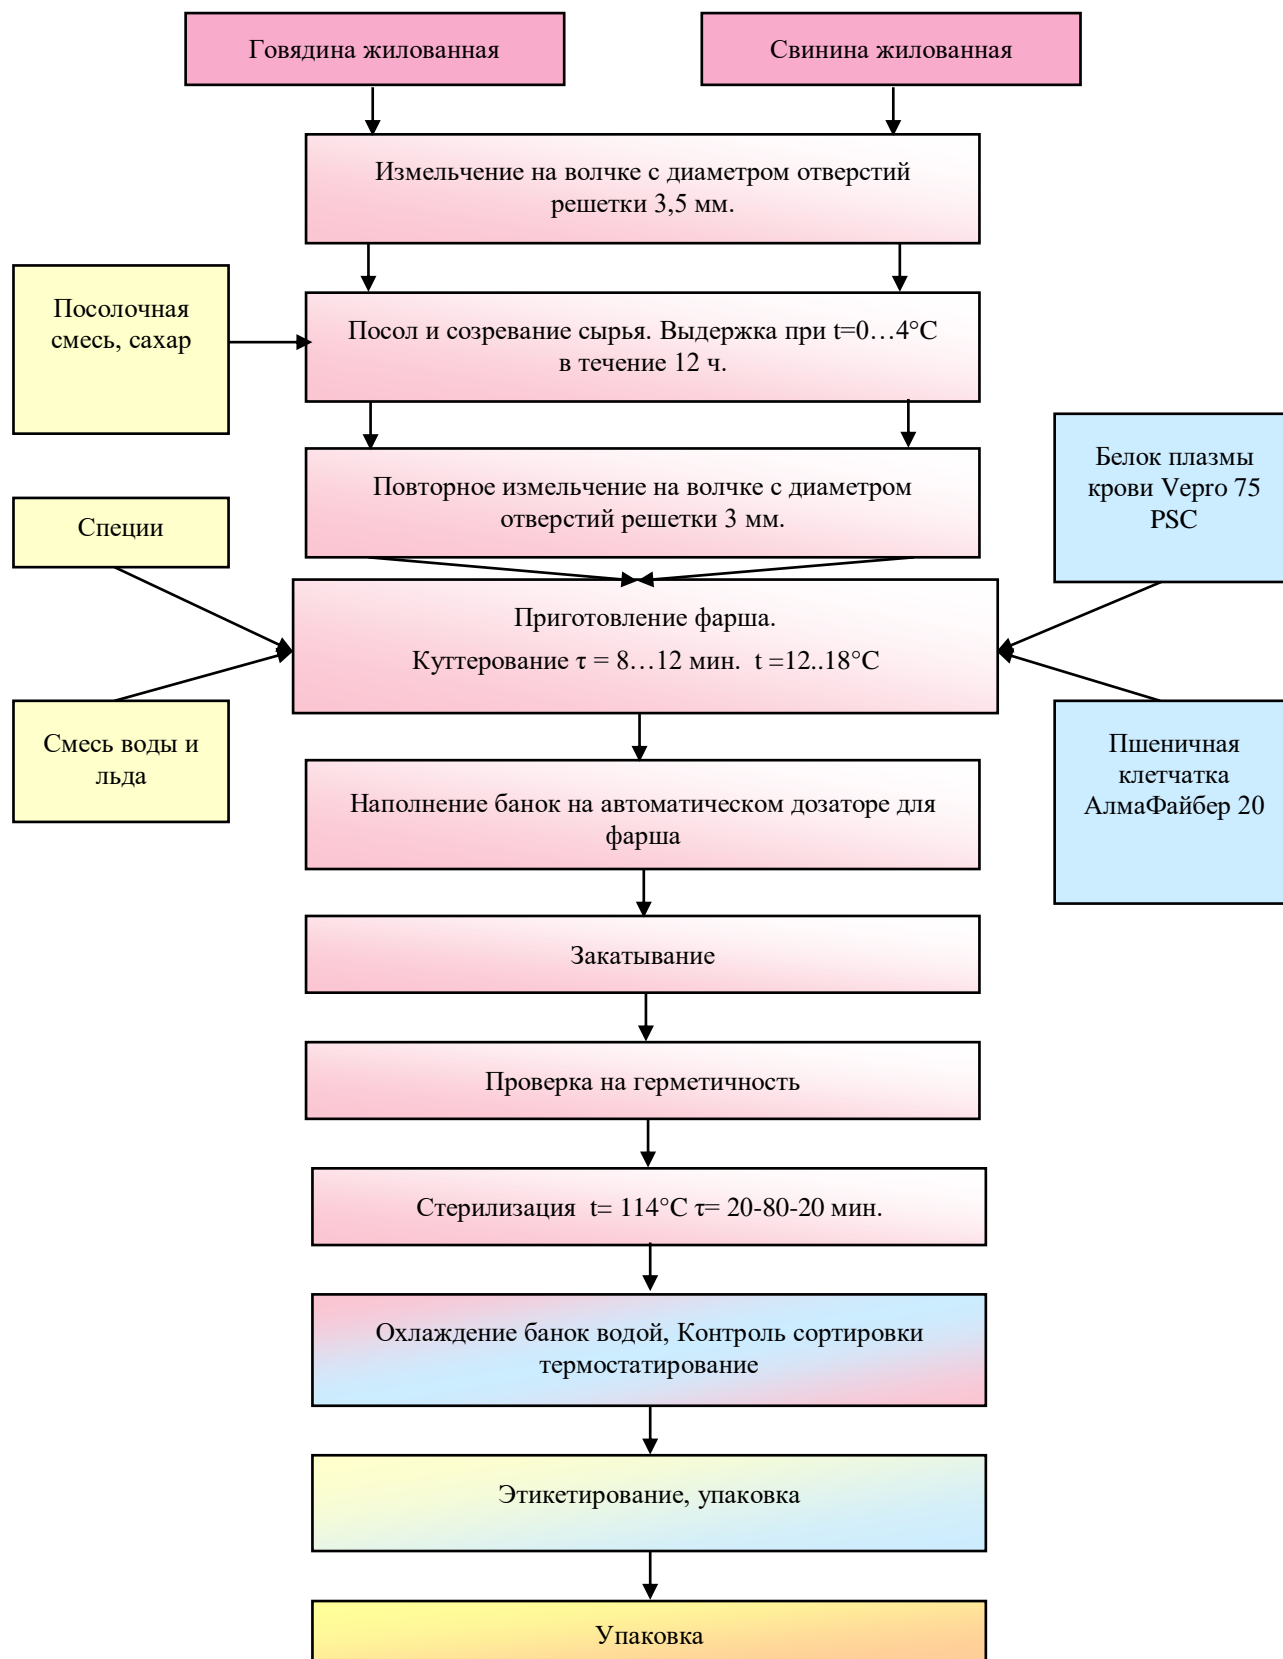 Говядина жилованная
Свинина жилованная
Измельчение на волчке с диаметром отверстий
решетки 3,5 мм.
Посолочная
смесь, сахар
Посол и созревание сырья. Выдержка при t=0…4°С
в течение 12 ч.
Повторное измельчение на волчке с диаметром
отверстий решетки 3 мм.
Белок плазмы
крови Vepro 75
PSC
Специи
Приготовление фарша.
Куттерование τ = 8…12 мин.  t =12..18°С
Смесь воды и
льда
Пшеничная
клетчатка
АлмаФайбер 20
Наполнение банок на автоматическом дозаторе для
фарша
Закатывание
Проверка на герметичность
Стерилизация  t= 114°С τ= 20-80-20 мин.
Охлаждение банок водой, Контроль сортировки
термостатирование
Этикетирование, упаковка
Упаковка